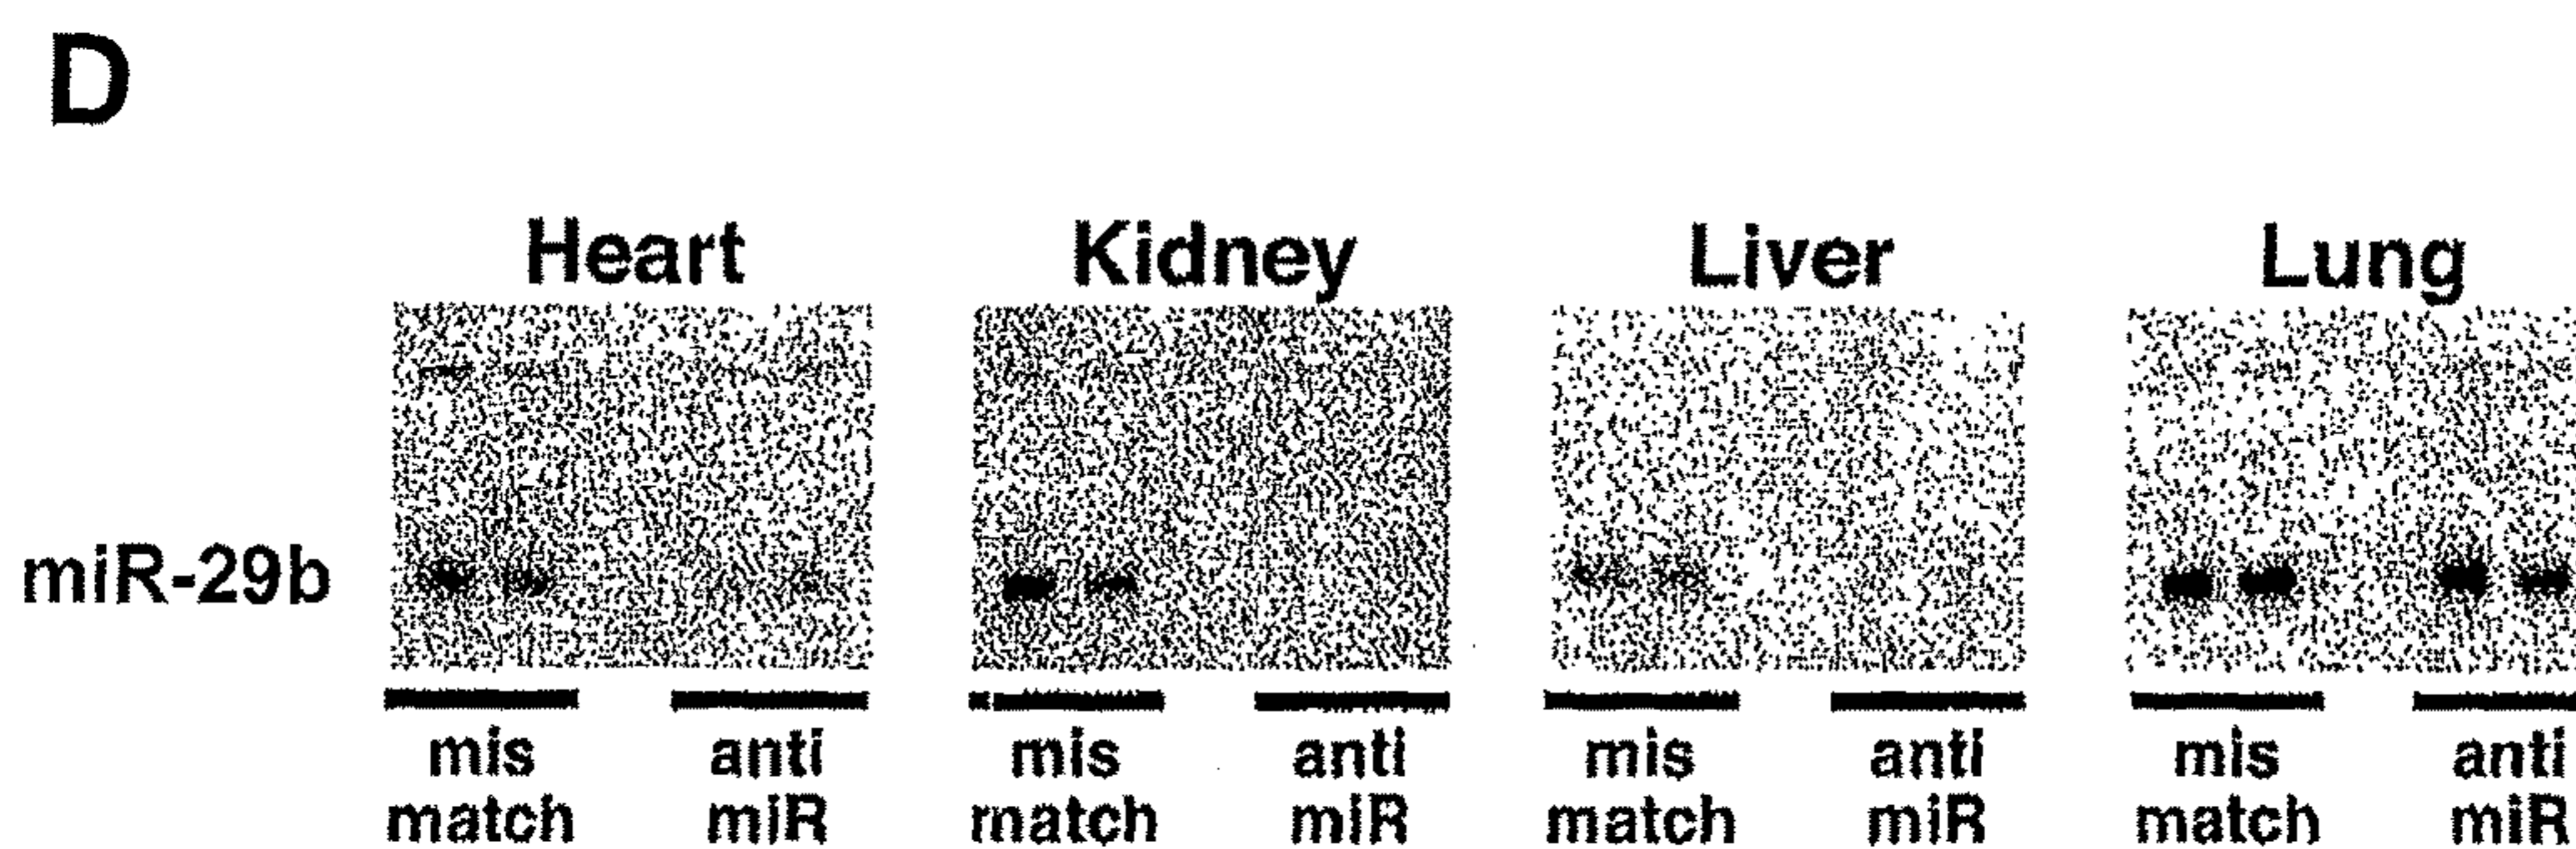 D
Heart Kidney Liver Lung
miR-29b
mis anti mis anti mis anti mis anti
match miR match miR match miR match miR